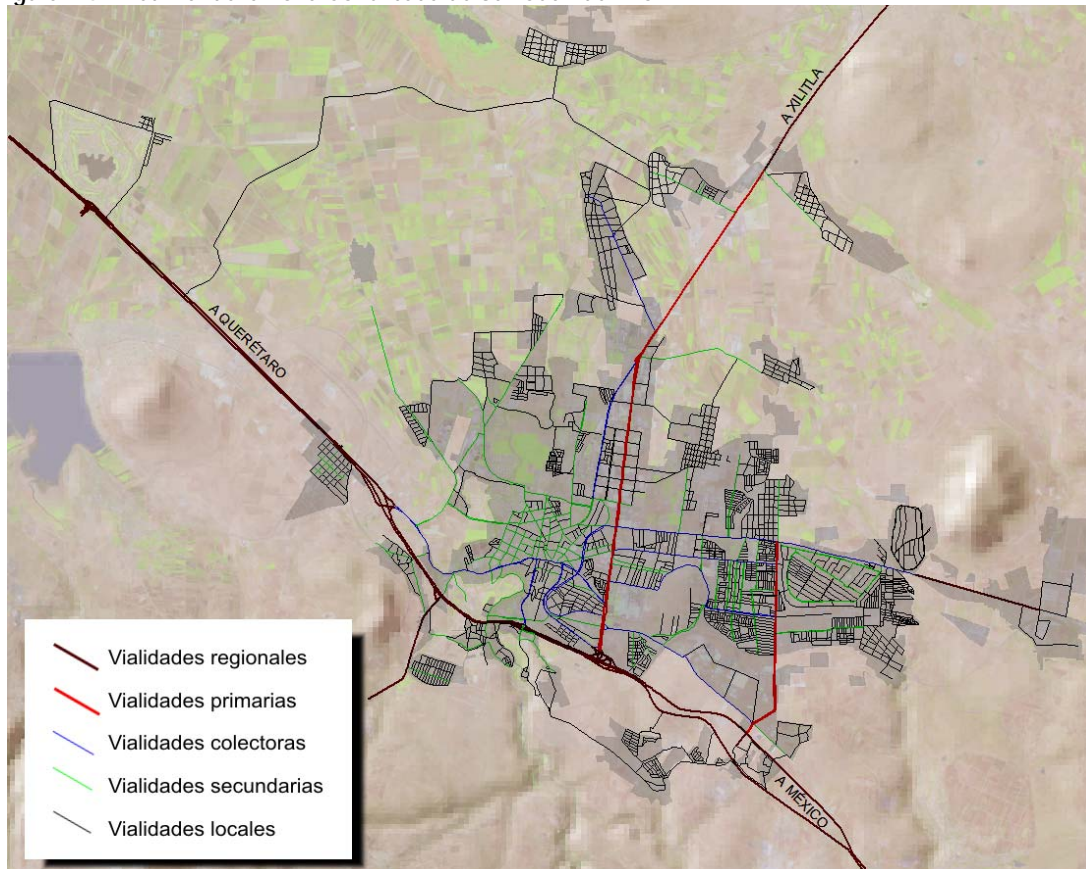 A XILITLA
A QUERÉTARO
A MÉXICO
Vialidades regionales
Vialidades primarias
Vialidades colectoras
Vialidades secundarias
Vialidades locales